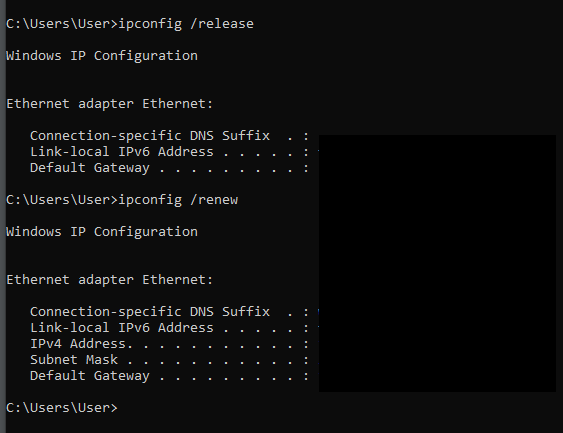 C:\Users\User>ipconfig /release
Windows IP Configuration
Ethernet adapter Ethernet:
Connection-specific DNS Suffix  . :
Link-local IPv6 Address . . . . . :
Default Gateway . . . . . . . . . :
C:\Users\User>ipconfig /renew
Windows IP Configuration
Ethernet adapter Ethernet:
Connection-specific DNS Suffix  . :
Link-local IPv6 Address . . . . . :
IPv4 Address. . . . . . . . . . . :
Subnet Mask . . . . . . . . . . . :
Default Gateway . . . . . . . . . :
C:\Users\User>